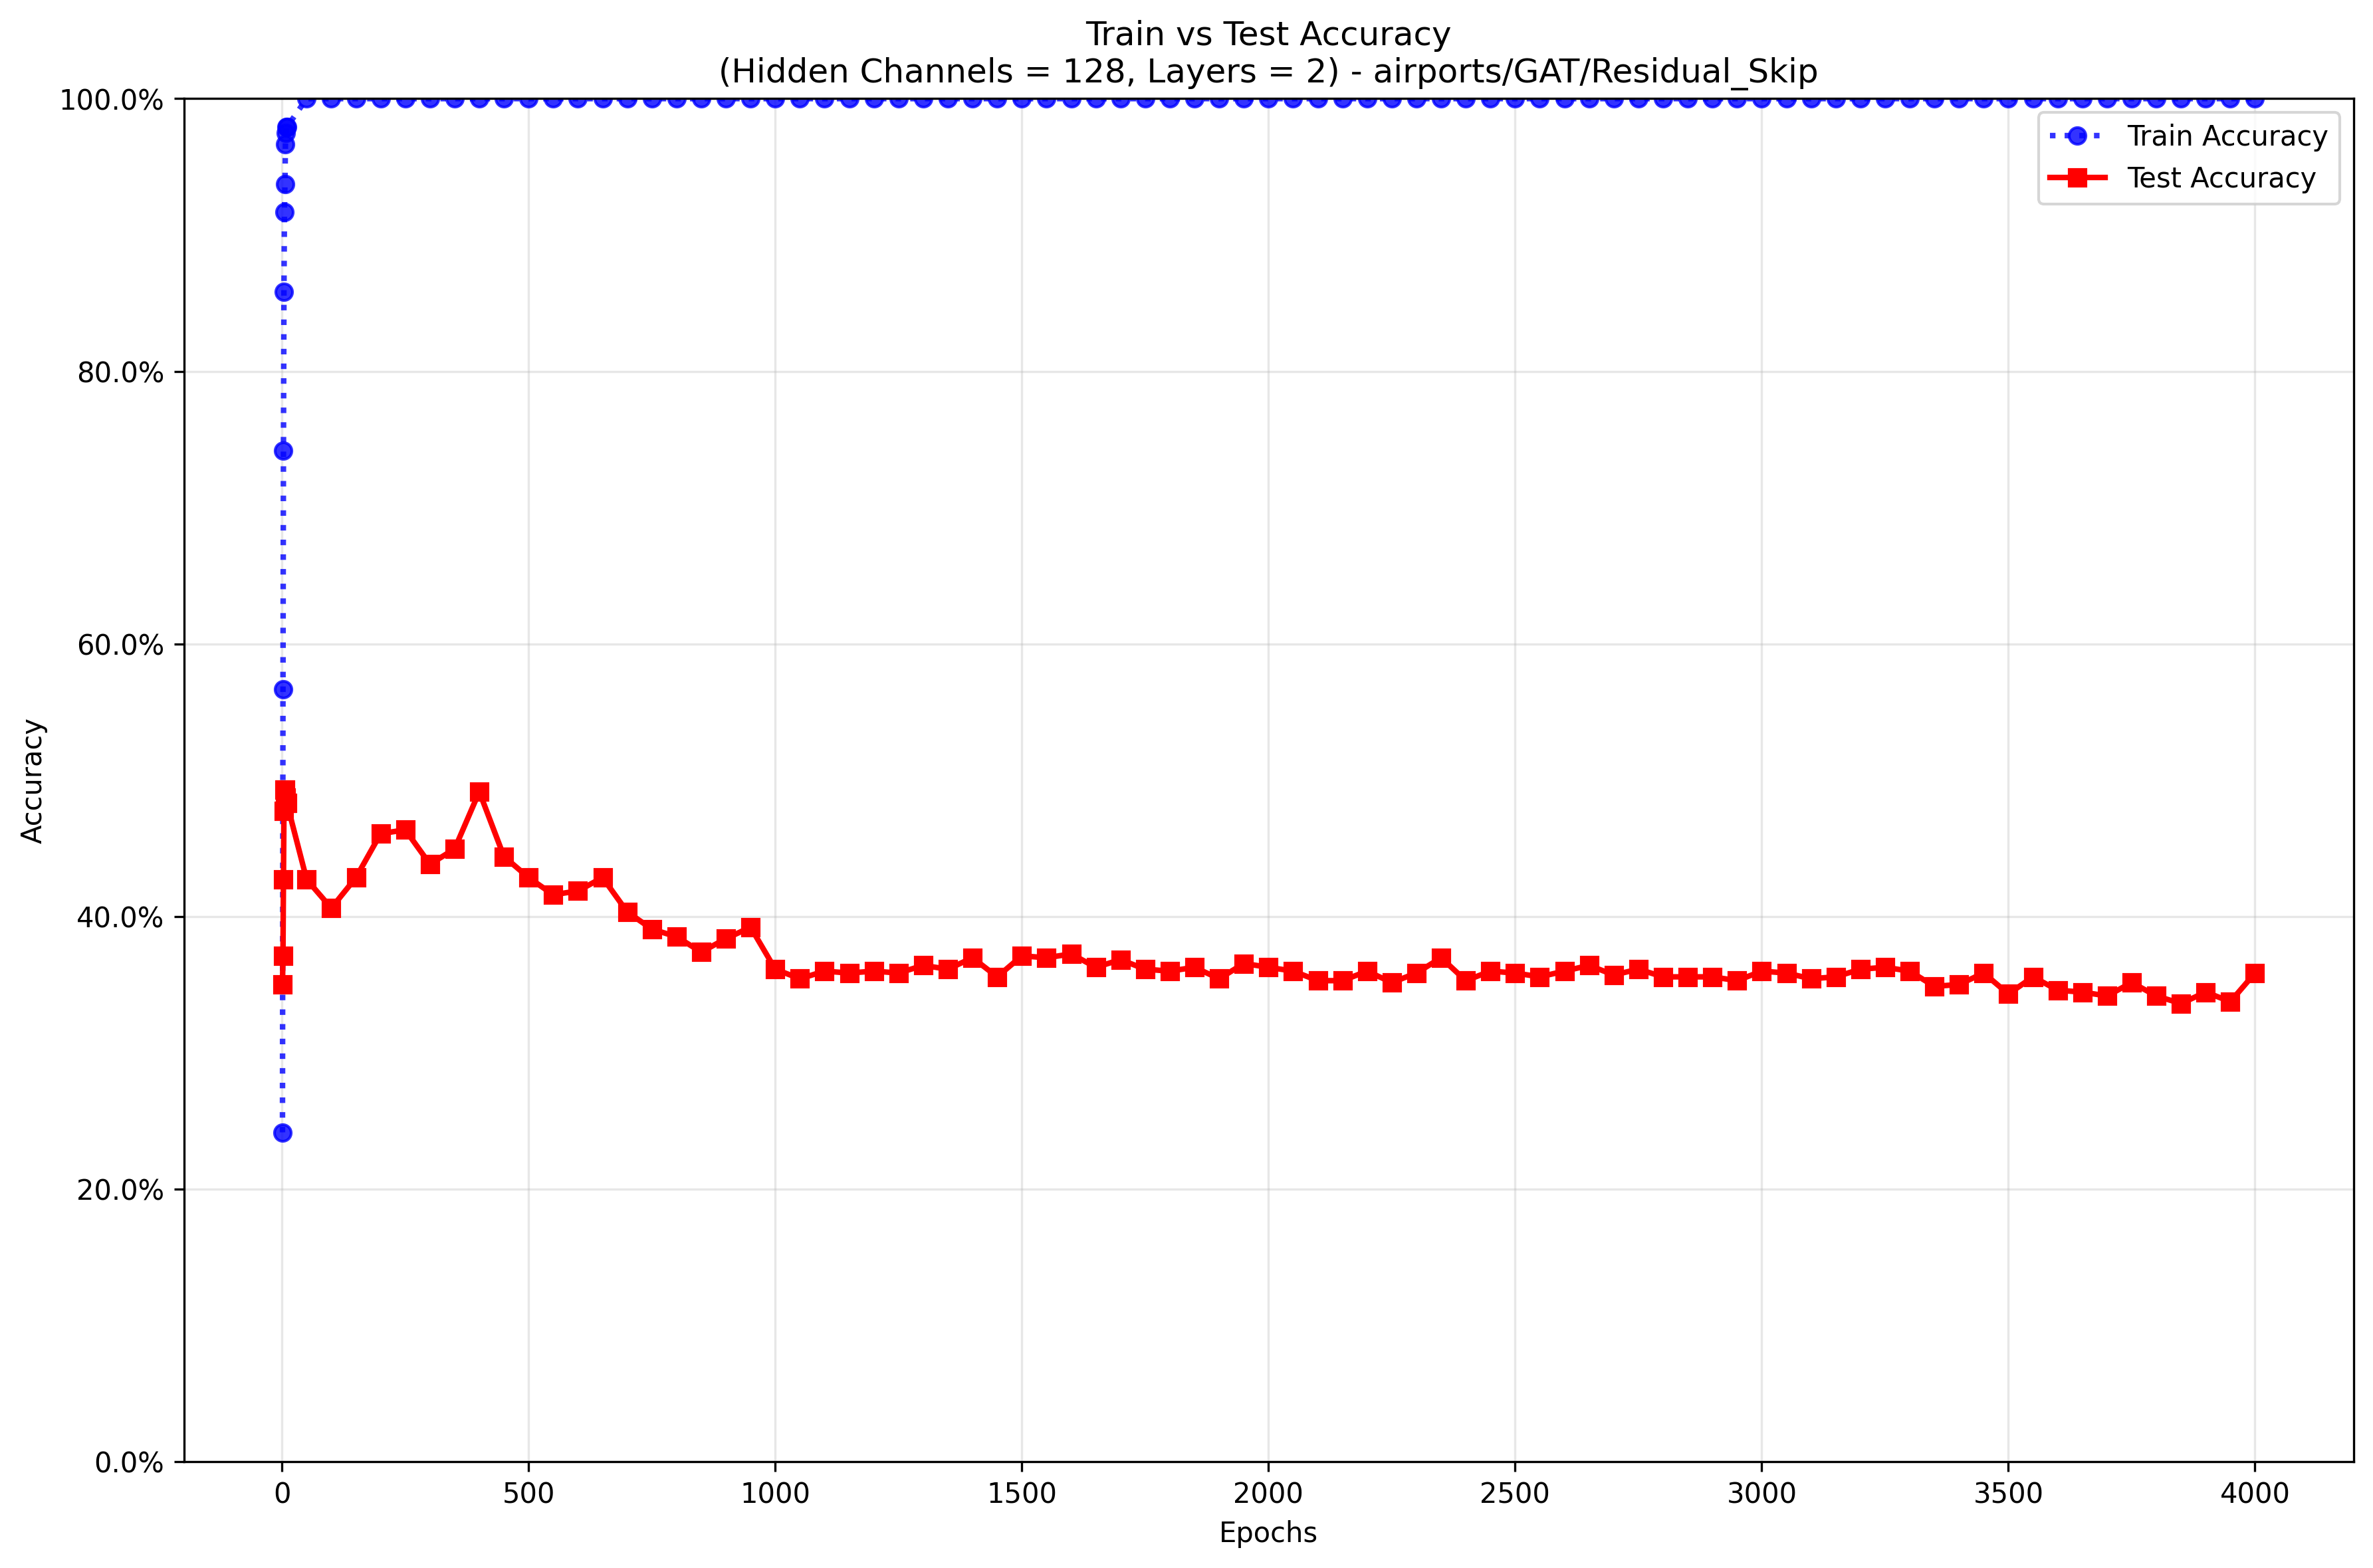 Train vs Test Accuracy
(Hidden Channels = 128, Layers = 2) - airports/GAT/Residual_Skip
100.0%
80.0%
60.0%
40.0%
20.0%
0.0%
Accuracy
Train Accuracy
Test Accuracy
0 500 1000 1500 2000 2500 3000 3500 4000
Epochs